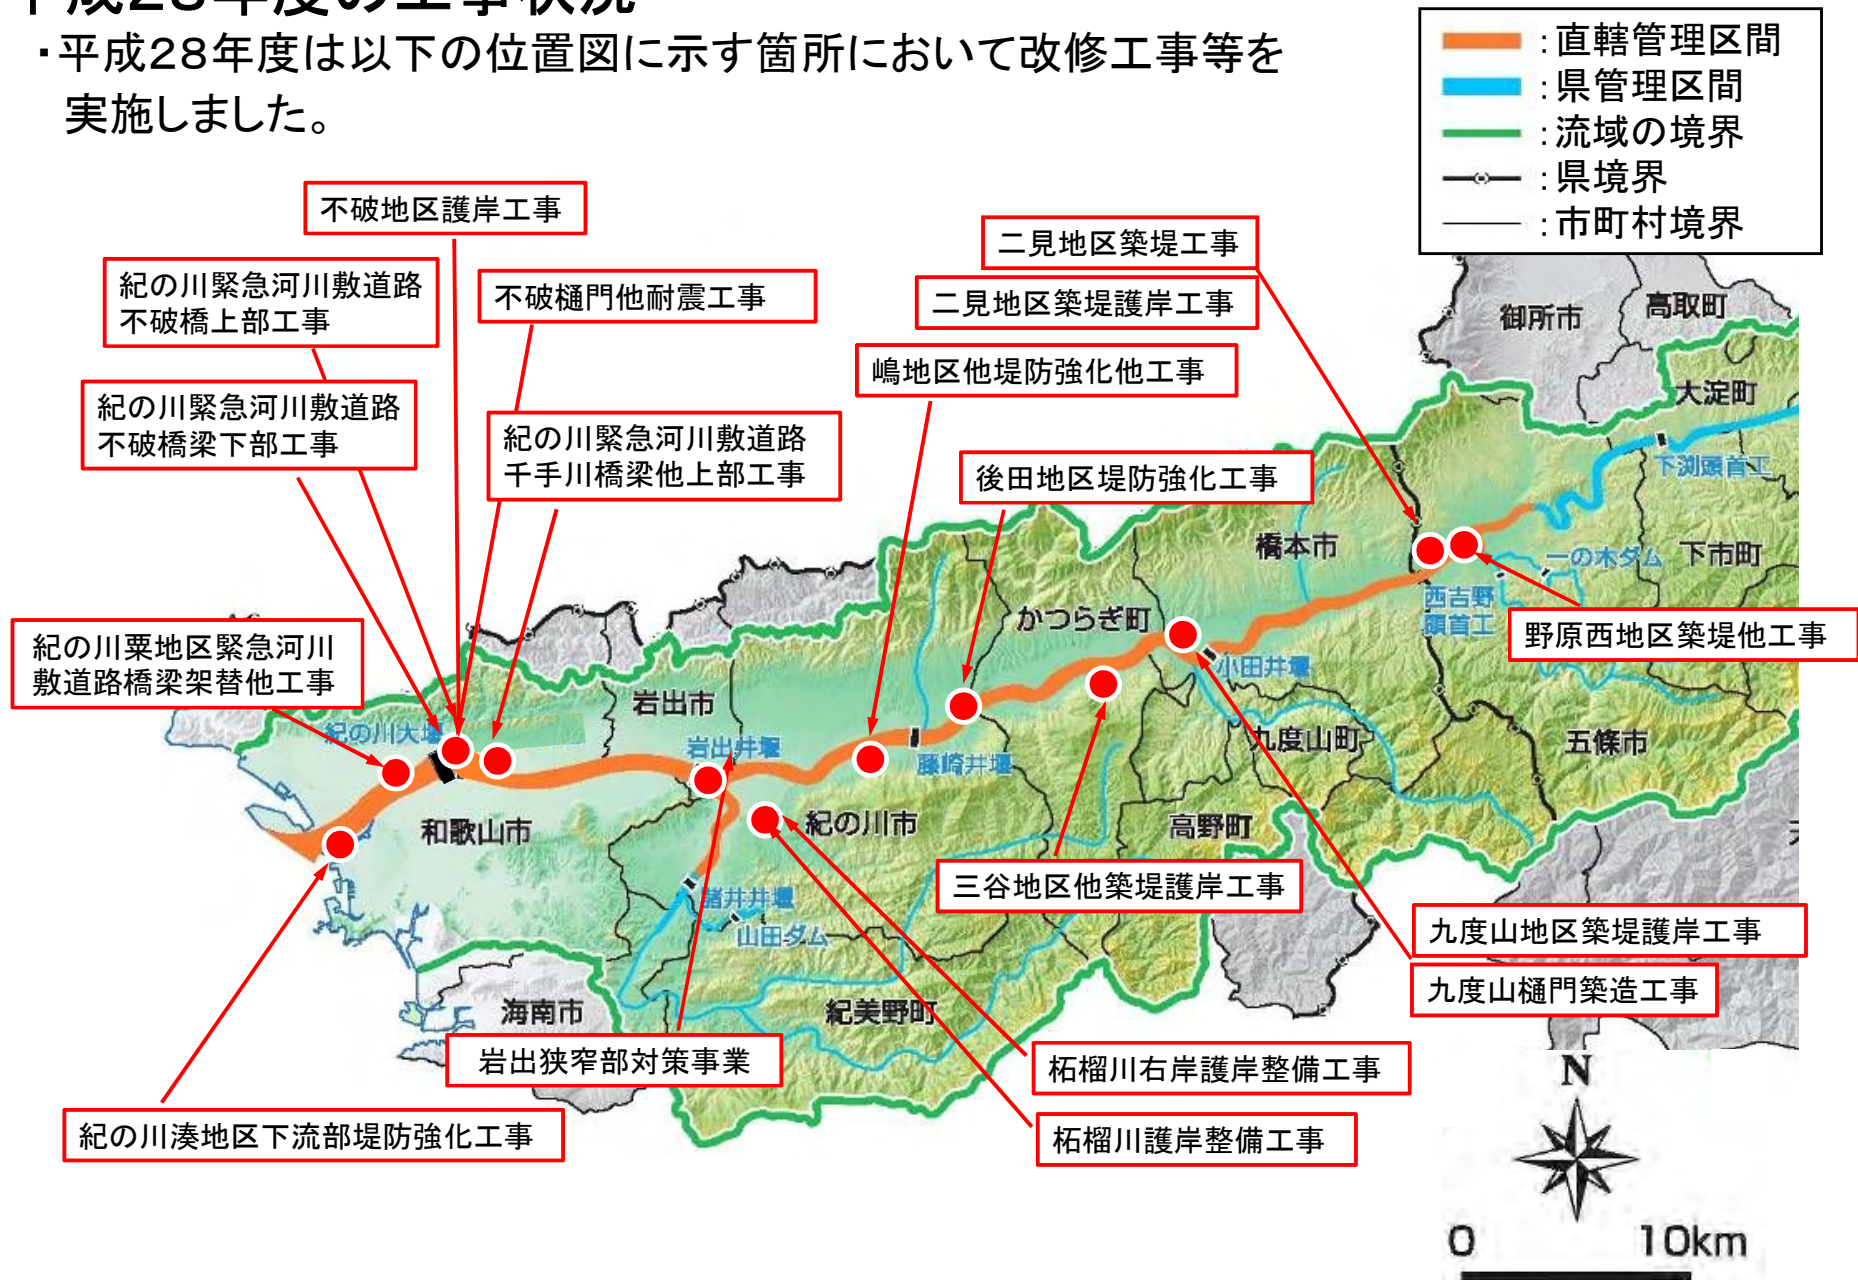 平成28年度の工事状況
・平成28年度は以下の位置図に示す箇所において改修工事等を
実施しました。
:直轄管理区間
:県管理区間
:流域の境界
:県境界
:市町村境界
不破地区護岸工事
紀の川緊急河川敷道路
不破橋上部工事
不破樋門他耐震工事
紀の川緊急河川敷道路
不破橋梁下部工事
紀の川緊急河川敷道路
千手川橋梁他上部工事
二見地区築堤工事
二見地区築堤護岸工事
嶋地区他堤防強化他工事
後田地区堤防強化工事
御所市
高取町
大淀町
下渕頭首工
橋本市
一の木ダム
下市町
西吉野
頭首工
野原西地区築堤他工事
かつらぎ町
小田井堰
紀の川粟地区緊急河川
敷道路橋梁架替他工事
岩出市
紀の川大堰
岩出井堰
藤崎井堰
九度山町
五條市
和歌山市
紀の川市
高野町
三谷地区他築堤護岸工事
諸井井堰
山田ダム
九度山地区築堤護岸工事
九度山樋門築造工事
海南市
紀美野町
岩出狭窄部対策事業
柘榴川右岸護岸整備工事
紀の川湊地区下流部堤防強化工事
柘榴川護岸整備工事
N
0 10km